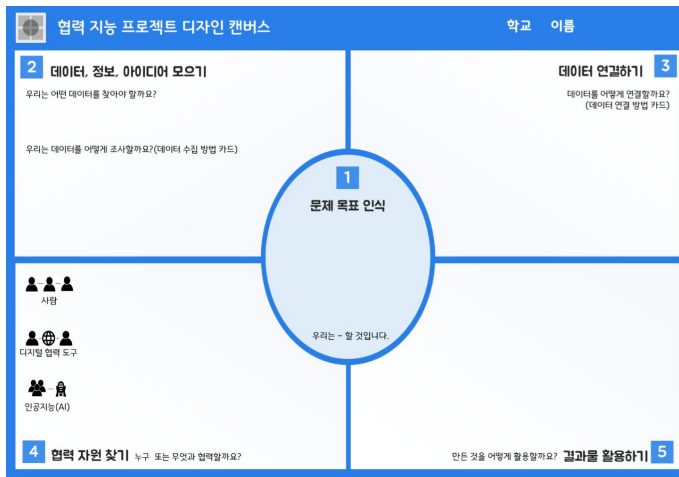 협력 지능 프로젝트 디자인 캔버스
학교 이름
2 데이터, 정보, 아이디어 모으기
우리는 어떤 데이터를 찾아야 할까요?
우리는 데이터를 어떻게 조사할까요?(데이터 수집 방법 카드)
데이터 연결하기 3
데이터를 어떻게 연결할까요?
(데이터 연결 방법 카드)
1
문제 목표 인식
우리는 ~ 할 것입니다.
사람
디지털 협력 도구
인공지능(AI)
4 협력 자원 찾기 누구 또는 무엇과 협력할까요?
만든 것을 어떻게 활용할까요? 결과물 활용하기 5